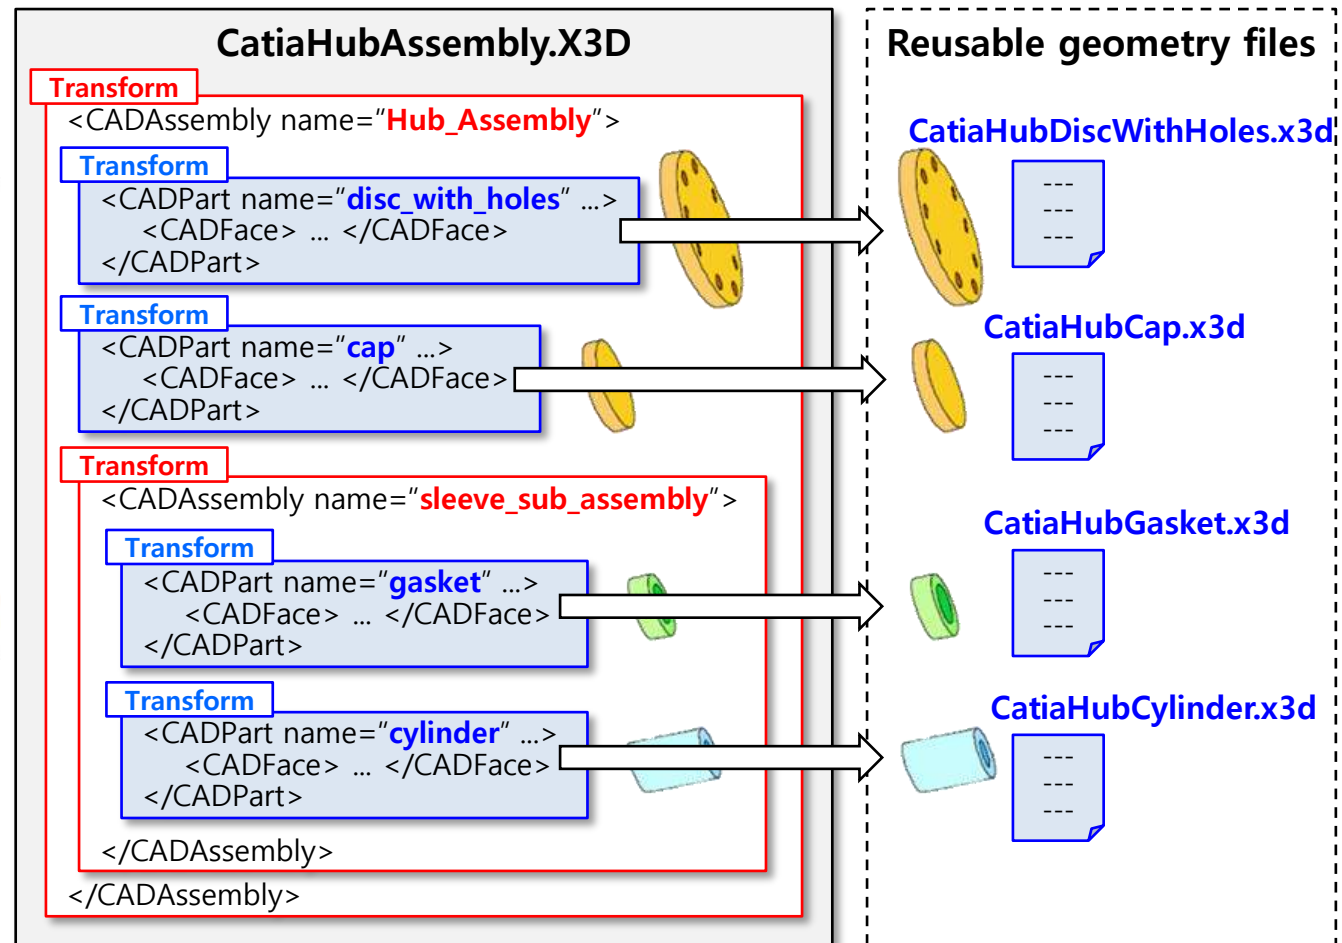 CatiaHubAssembly.X3D
Transform
<CADAssembly name="Hub_Assembly">
Transform
<CADPart name="disc_with_holes" ...>
<CADFace> ... </CADFace>
</CADPart>
Transform
<CADPart name="cap" ...>
<CADFace> ... </CADFace>
</CADPart>
Transform
<CADAssembly name="sleeve_sub_assembly">
Transform
<CADPart name="gasket" ...>
<CADFace> ... </CADFace>
</CADPart>
Transform
<CADPart name="cylinder" ...>
<CADFace> ... </CADFace>
</CADPart>
</CADAssembly>
</CADAssembly>
Reusable geometry files
CatiaHubDiscWithHoles.x3d
---
---
---
CatiaHubCap.x3d
---
---
---
CatiaHubGasket.x3d
---
---
---
CatiaHubCylinder.x3d
---
---
---